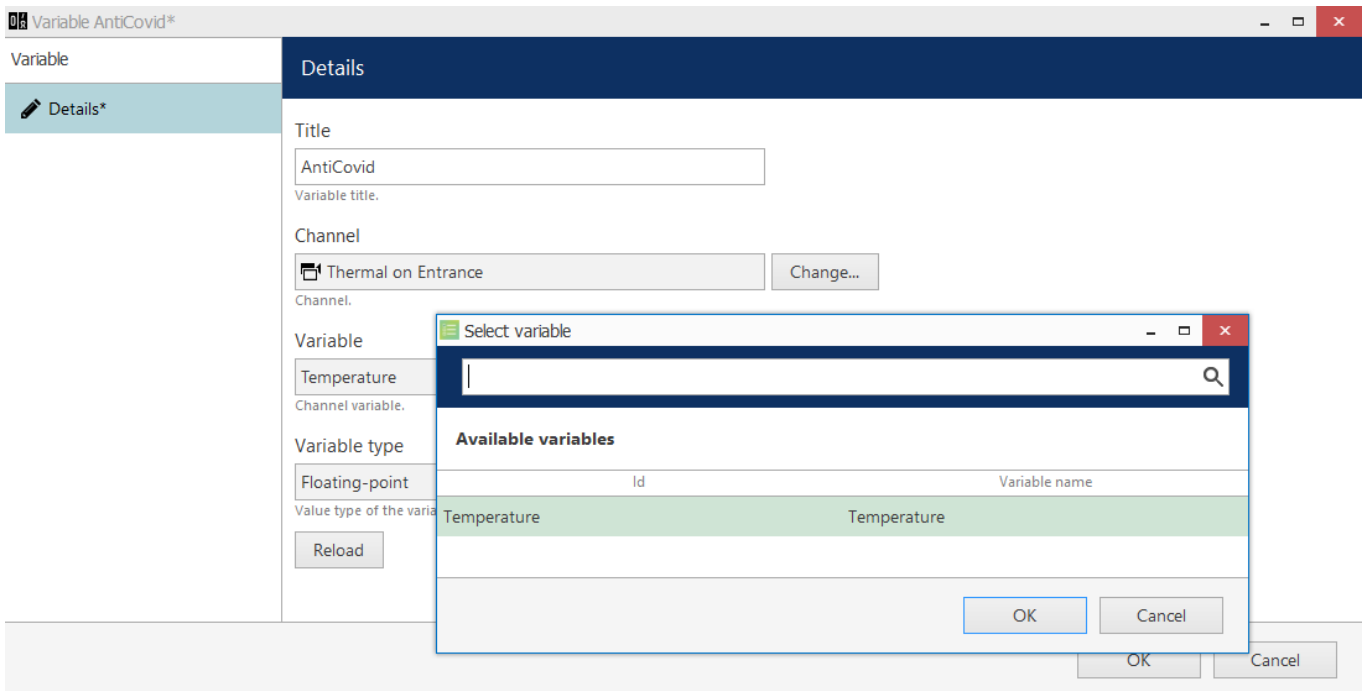 Variable AntiCovid*
Variable
Details*
Details
Title
AntiCovid
Variable title.
Channel
Thermal on Entrance
Change...
Channel.
Variable
Temperature
Channel variable.
Variable type
Floating-point
Value type of the
Reload
Select variable
Available variables
Id Variable name
Temperature Temperature
OK Cancel
OK Cancel